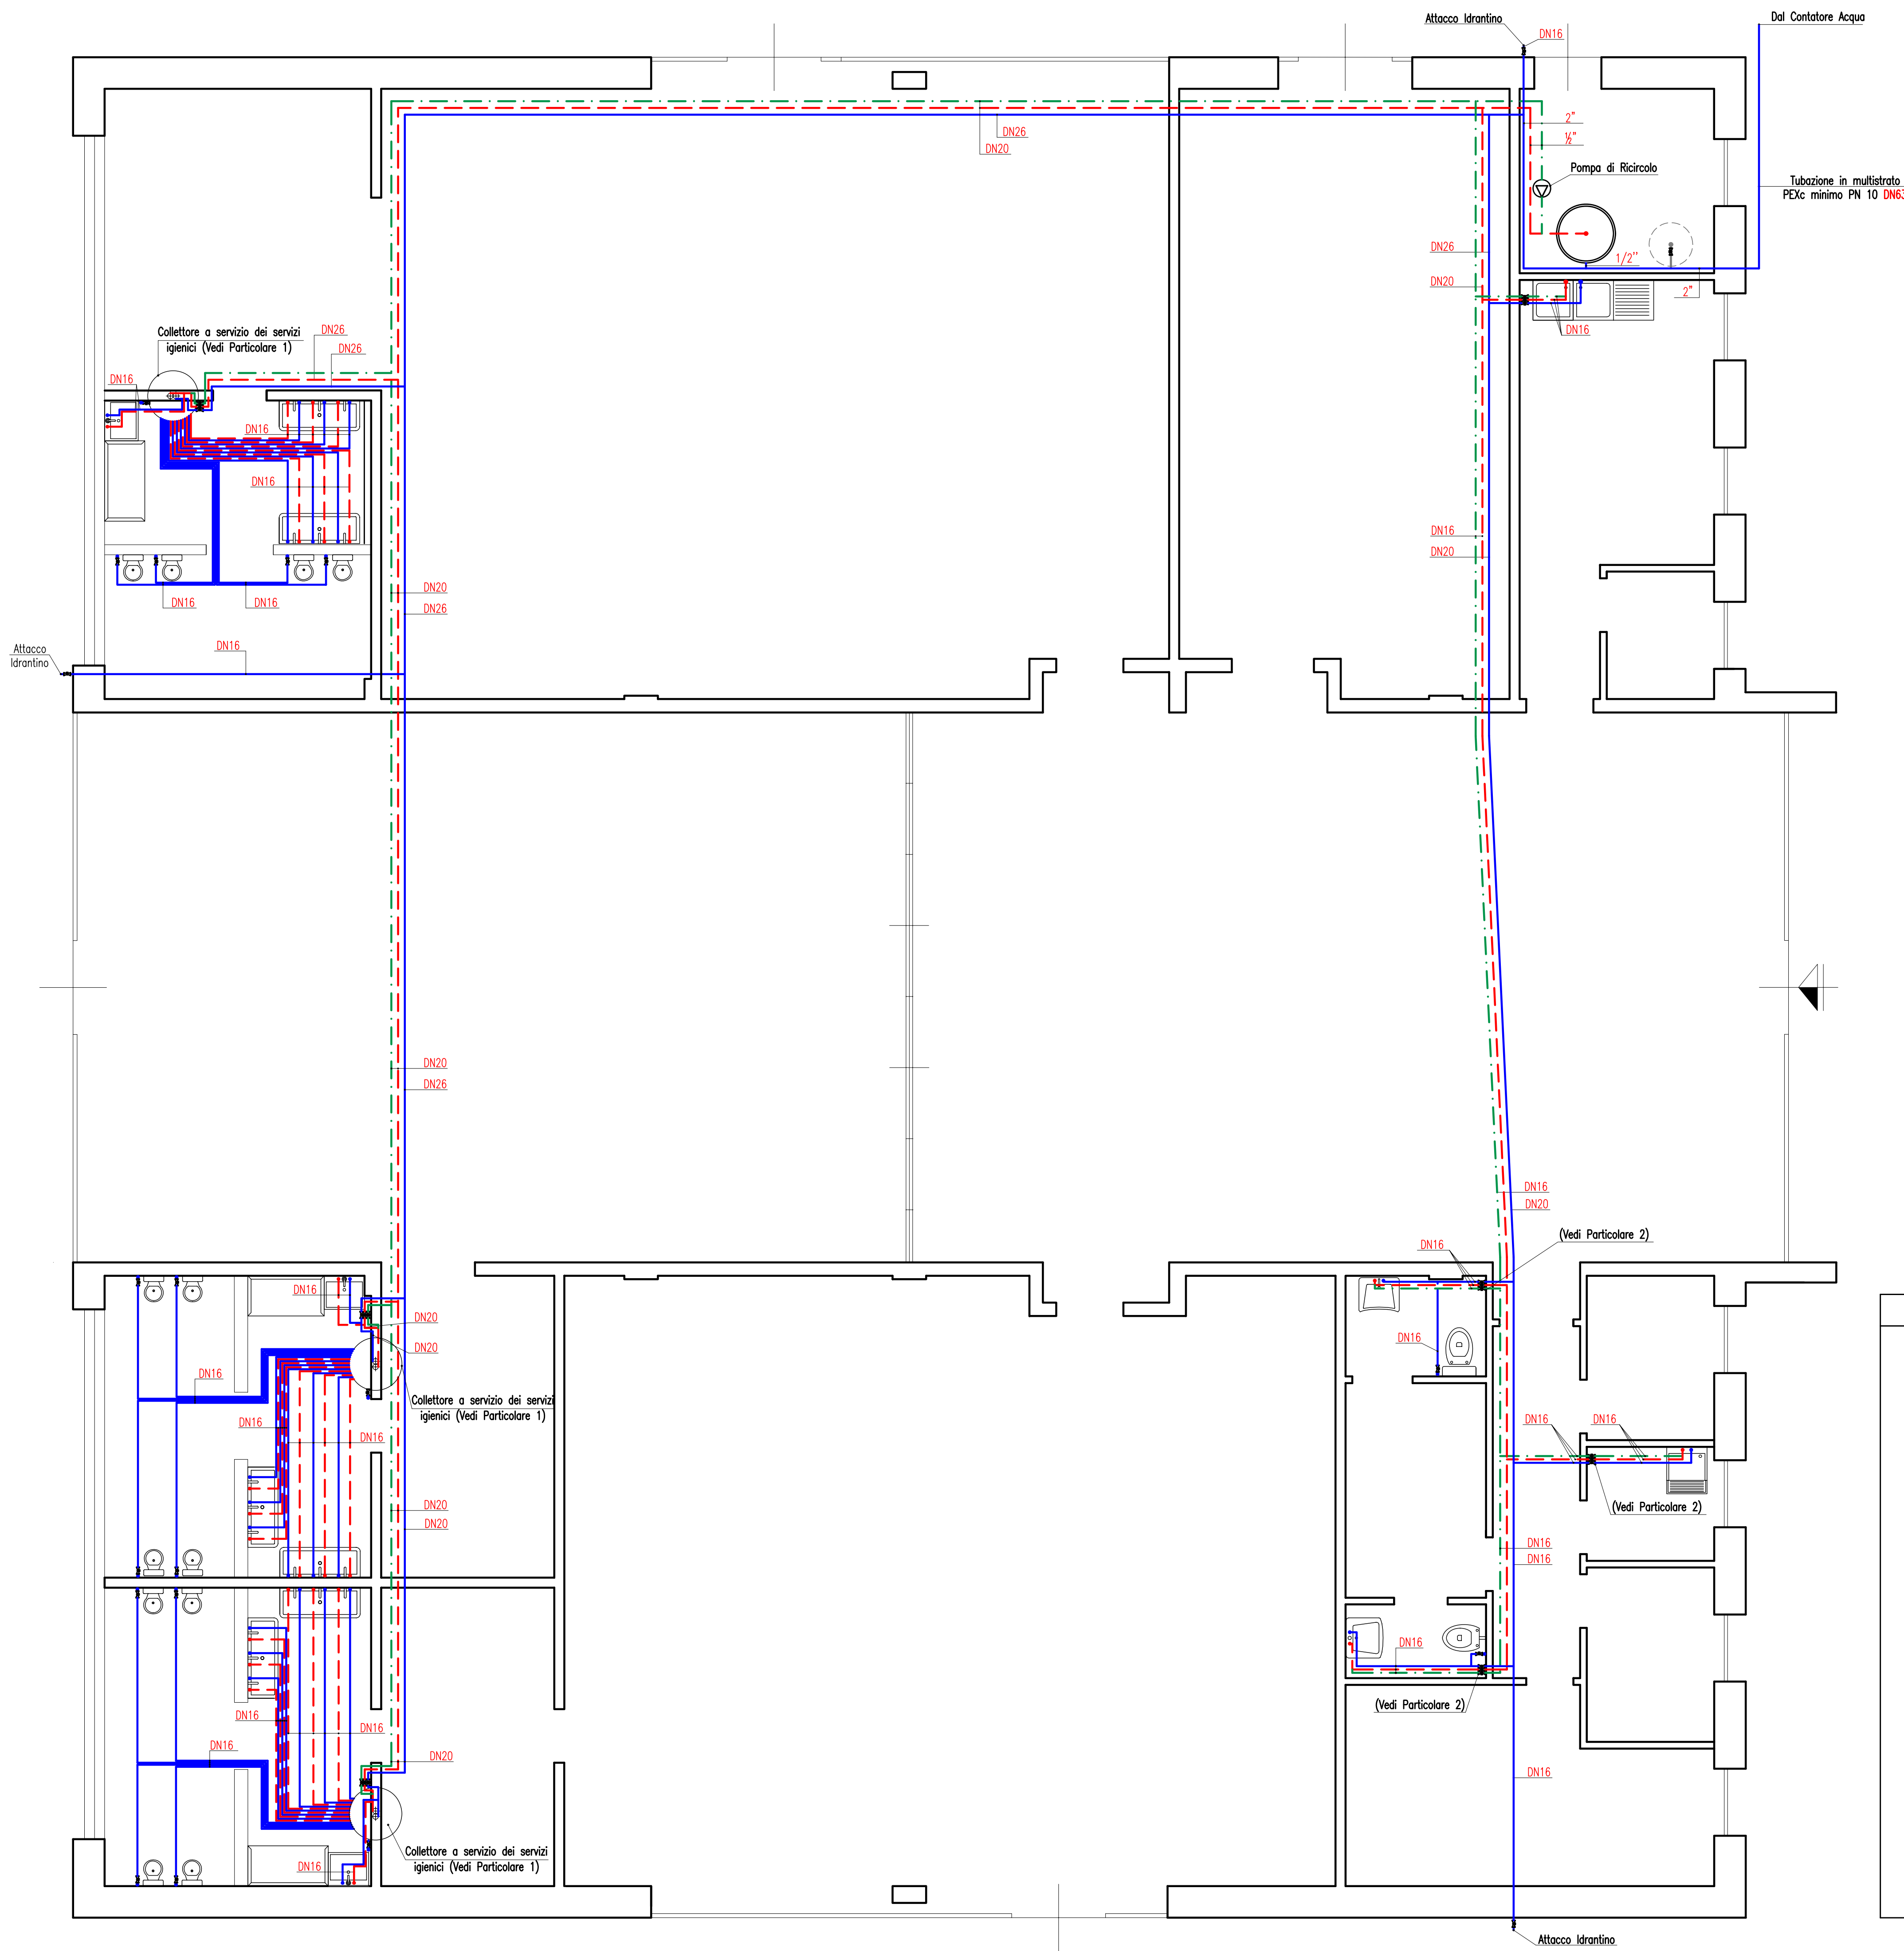 Attacco Idrantino
DN16
Dal Contatore Acqua
DN26
DN20
2"
½"
Pompa di Ricircolo
Tubazione in multistrato
PEXc minimo PN 10 DN63
DN26
DN20
1/2"
2"
DN16
Collettore a servizio dei servizi
igienici (Vedi Particolare 1)
DN26
DN26
DN16
DN16
DN16
DN16
DN16
DN16
DN20
DN20
DN26
Attacco
Idrantino
DN16
DN20
DN26
DN16
DN20
DN16
(Vedi Particolare 2)
DN16
DN20
DN20
DN16
DN16
Collettore a servizio dei servizi
igienici (Vedi Particolare 1)
DN16
DN16
DN16
DN16
(Vedi Particolare 2)
DN20
DN20
DN16
DN16
DN16
(Vedi Particolare 2)
DN16
DN16
DN16
DN20
DN16
Collettore a servizio dei servizi
igienici (Vedi Particolare 1)
DN16
Attacco Idrantino